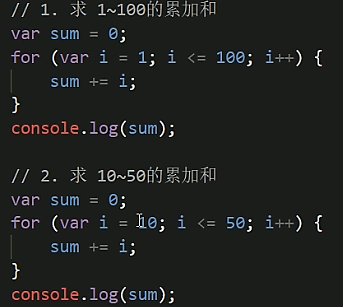 // 1. 求 1~100的累加和
var sum = 0;
for (var i = 1; i <= 100; i++) {
    sum += i;
}
console.log(sum);
// 2. 求 10~50的累加和
var sum = 0;
for (var i = 10; i <= 50; i++) {
    sum += i;
}
console.log(sum);